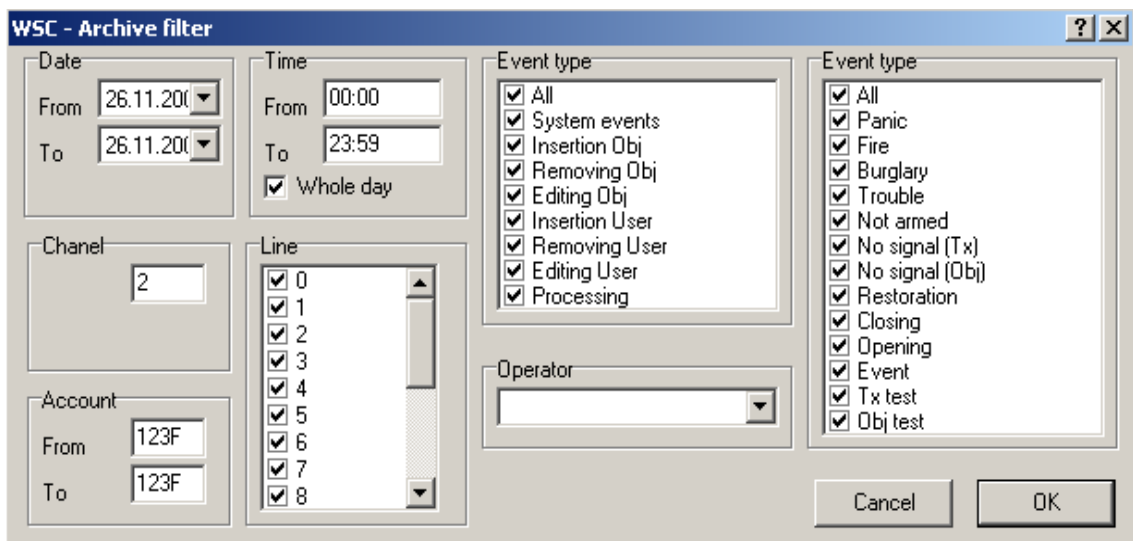 WSC - Archive filter
Date
From 26.11.200
To 26.11.200
Time
From 00:00
To 23:59
Whole day
Chanel
2
Account
From 123F
To 123F
Line
0
1
2
3
4
5
6
7
8
Event type
All
System events
Insertion Obj
Removing Obj
Editing Obj
Insertion User
Removing User
Editing User
Processing
Operator
Event type
All
Panic
Fire
Burglary
Trouble
Not armed
No signal (Tx)
No signal (Obj)
Restoration
Closing
Opening
Event
Tx test
Obj test
Cancel
OK